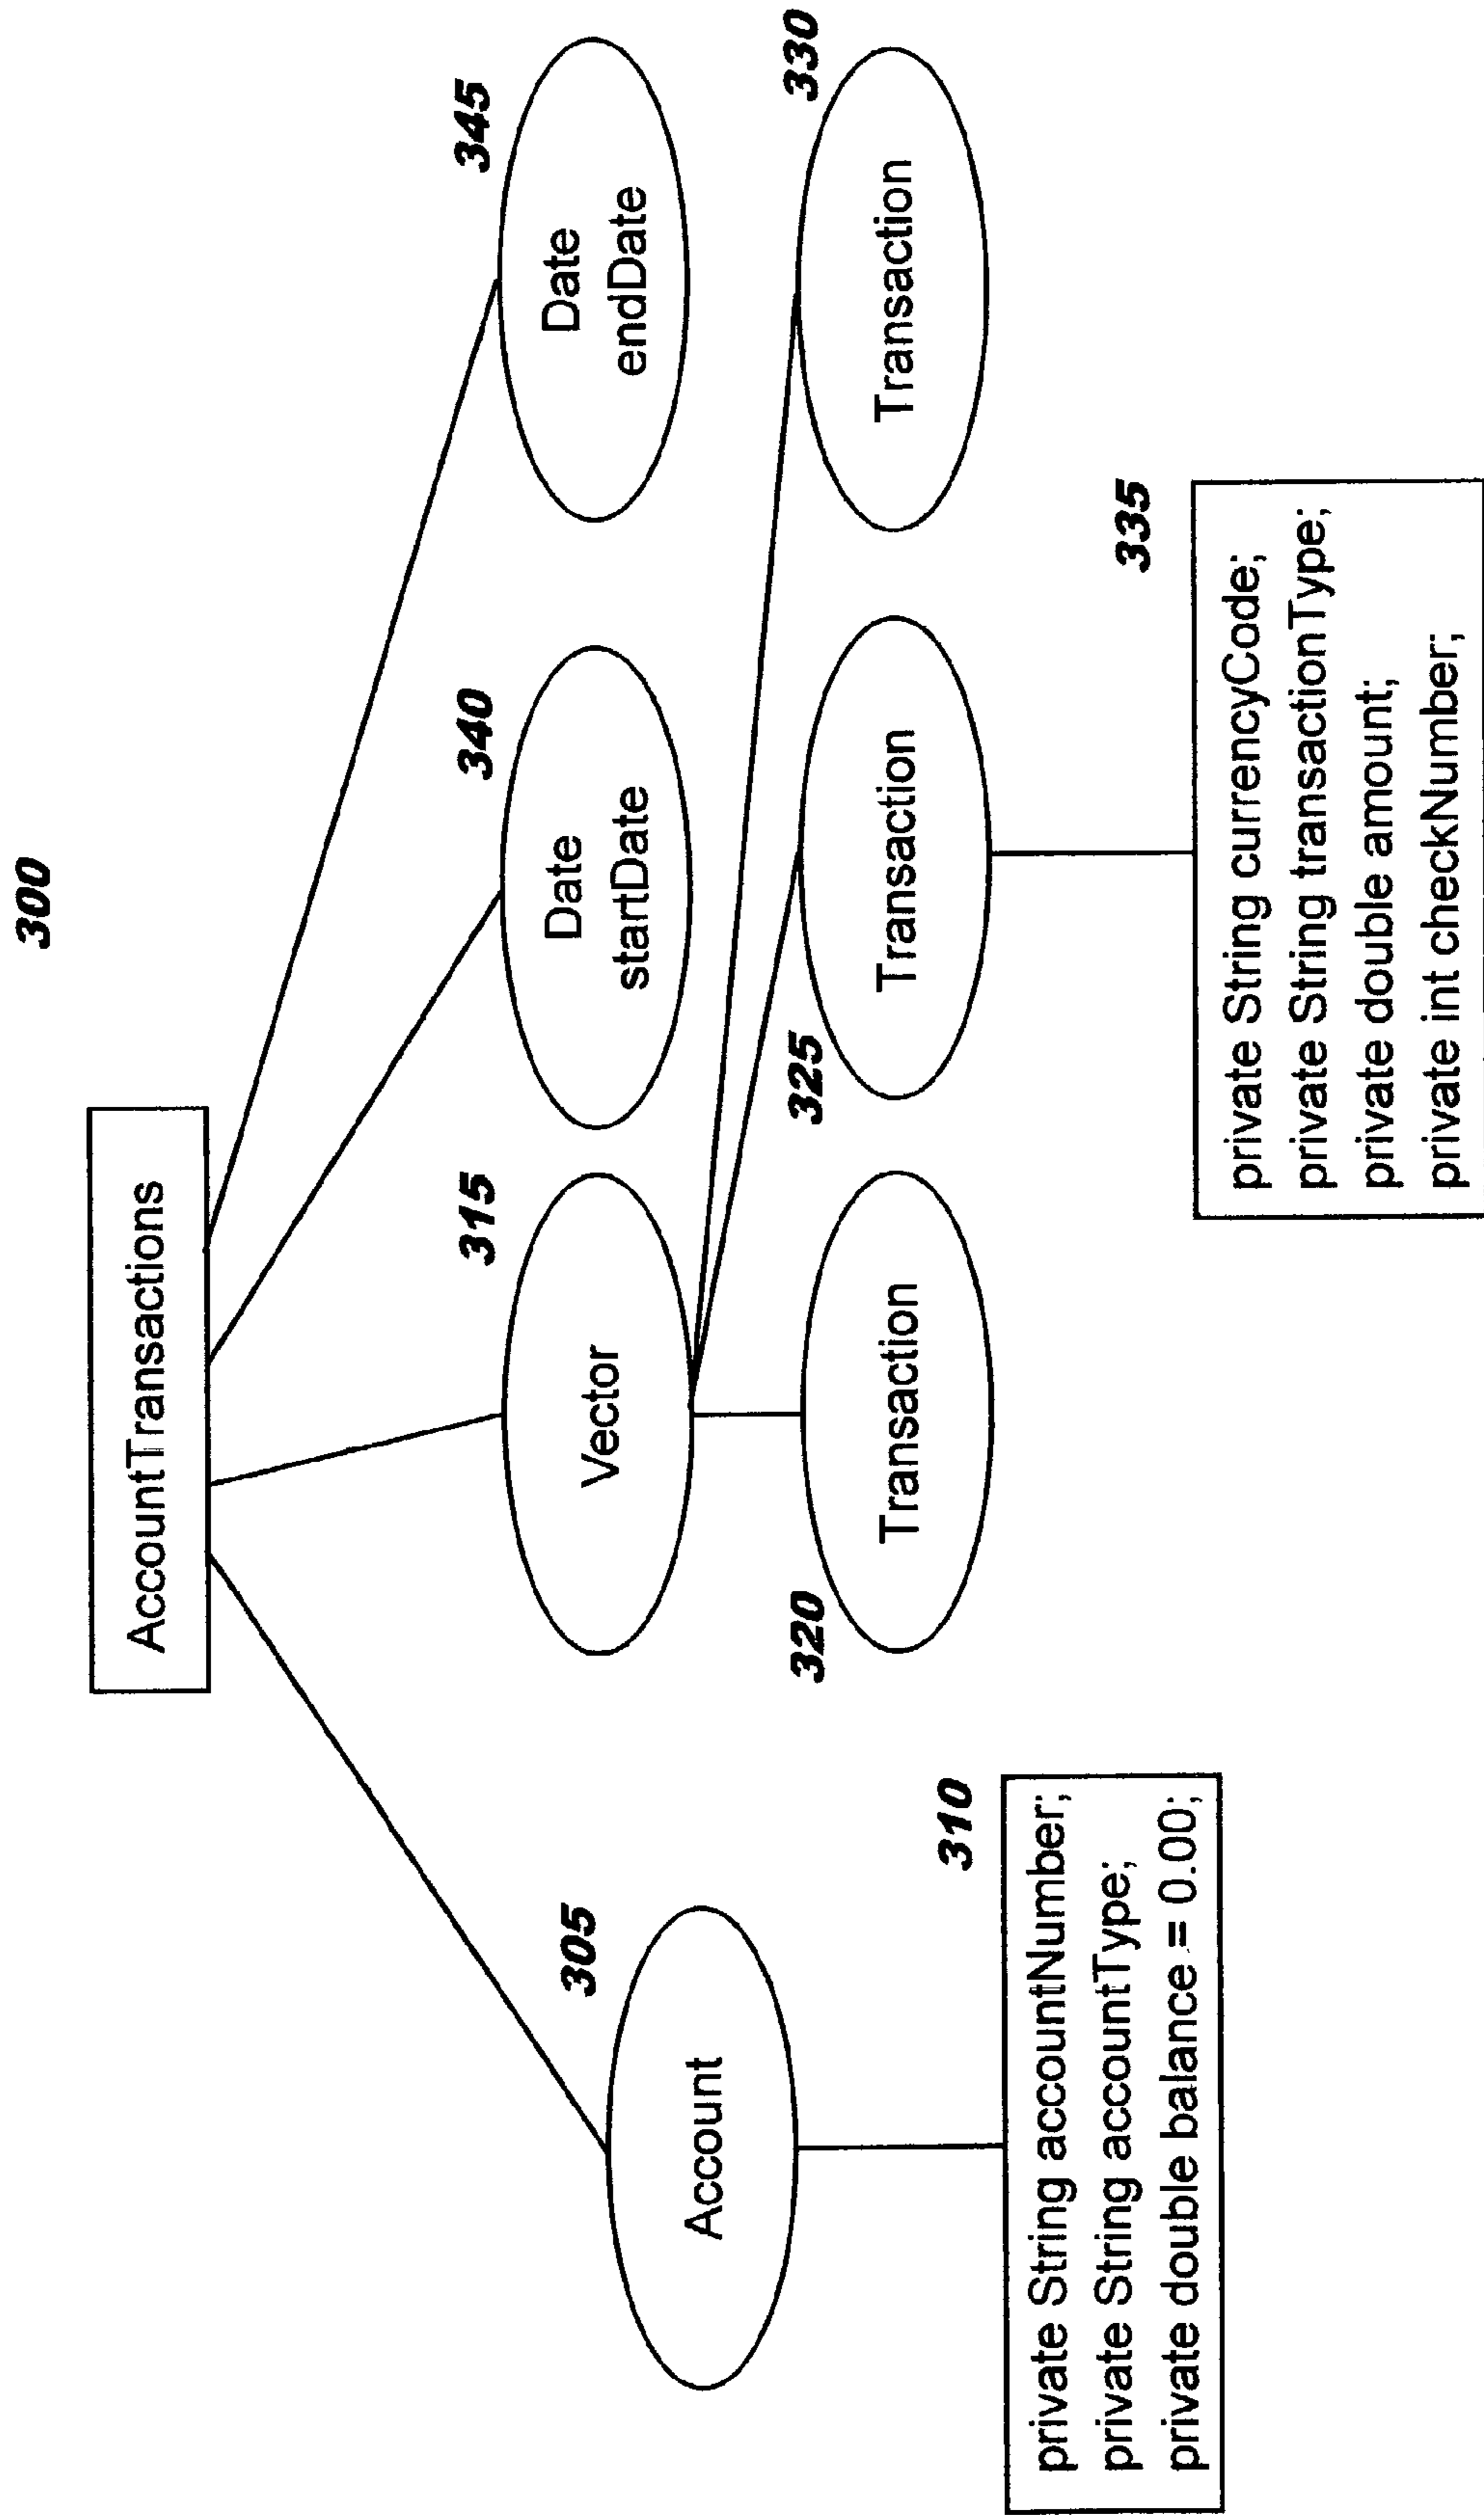 300
AccountTransactions
305
Account
310
private String accountNumber;
private String accountType;
private double balance = 0.00;
315
Vector
340
Date
startDate
345
Date
endDate
320
Transaction
325
Transaction
330
Transaction
335
private String currencyCode;
private String transactionType;
private double amount;
private int checkNumber;